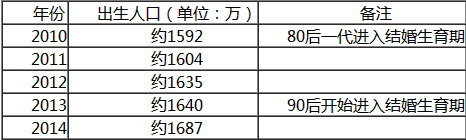 年份 出生人口（单位：万） 备注
2010 约1592 80后一代进入结婚生育期
2011 约1604
2012 约1635
2013 约1640 90后开始进入结婚生育期
2014 约1687